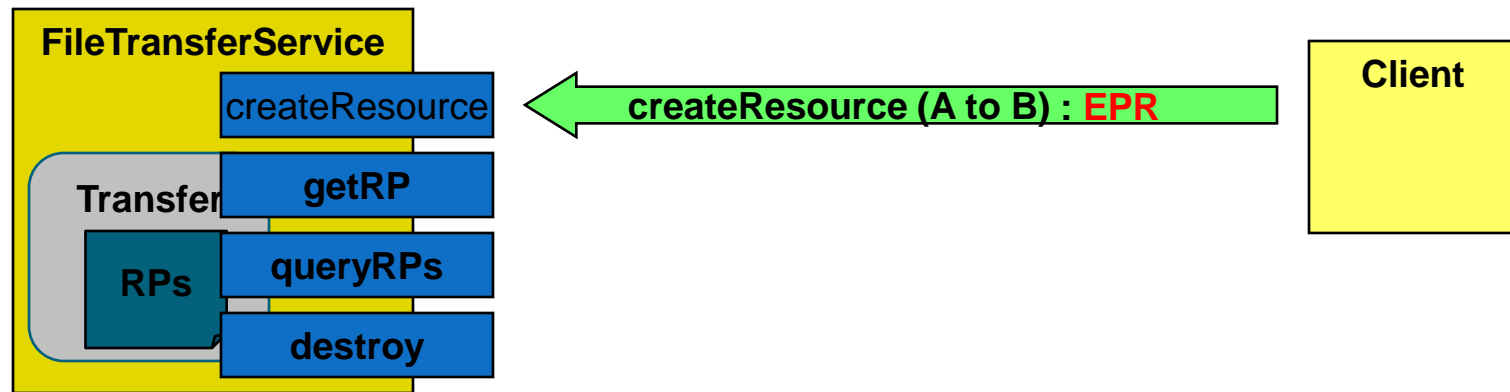 FileTransferService
createResource
createResource (A to B) : EPR
Client
Transfer
getRP
RPs
queryRPs
destroy